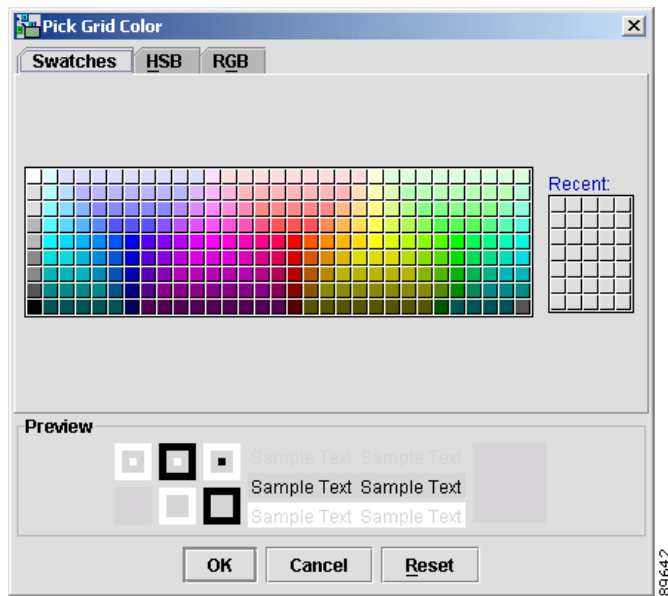 Pick Grid Color
Swatches HSB RGB
Recent:
Preview
Sample Text Sample Text
Sample Text Sample Text
Sample Text Sample Text
OK Cancel Reset
89642